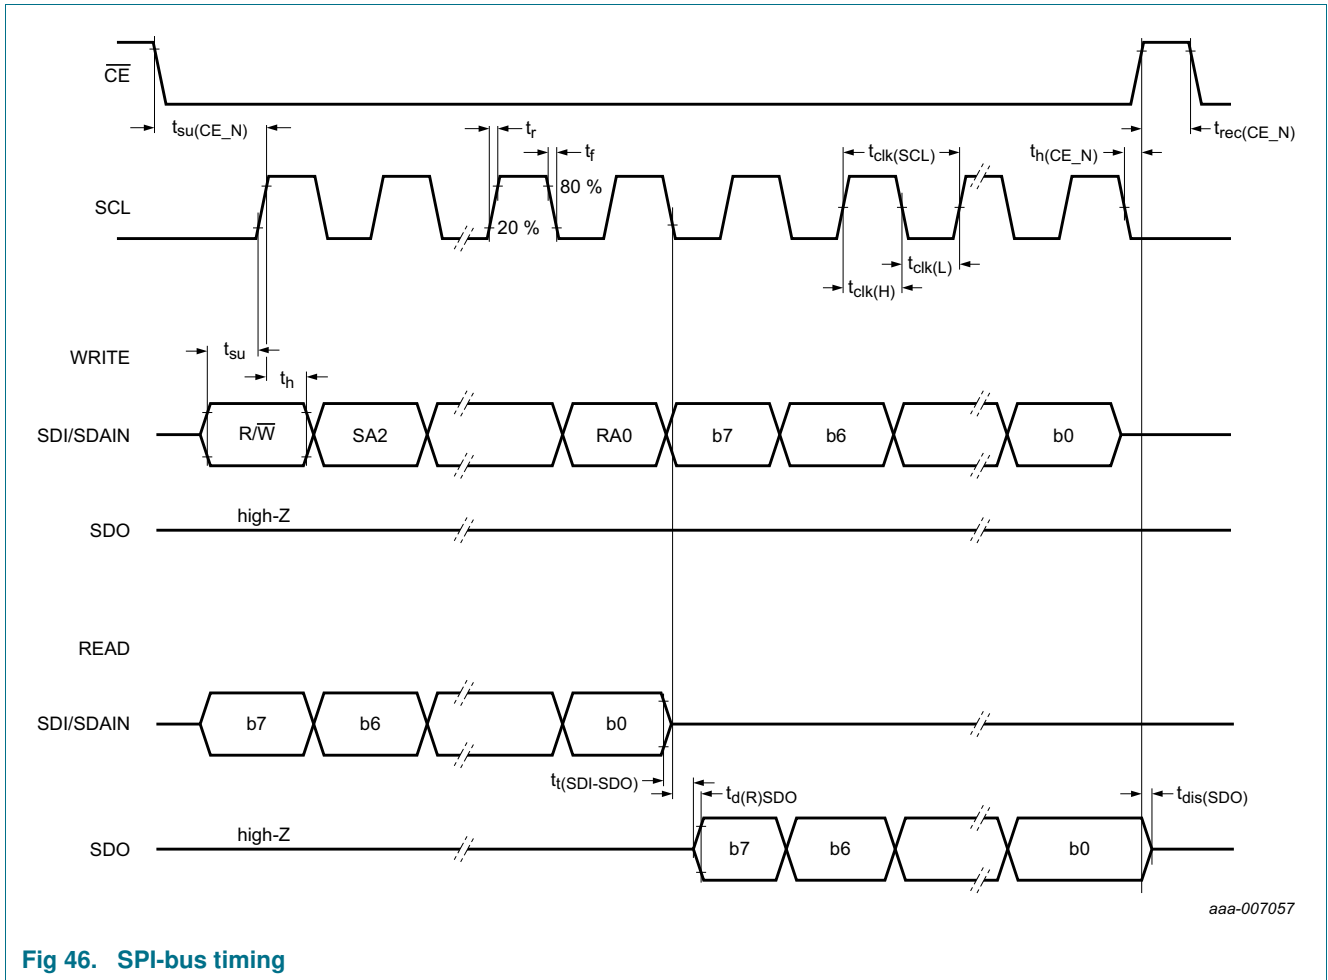 CE
tsu(CE_N)
tr
tf
tclk(SCL)
th(CE_N)
trec(CE_N)
SCL
80 %
20 %
tclk(L)
tclk(H)
WRITE
tsu
th
SDI/SDAIN
R/W
SA2
RA0
b7
b6
b0
SDO
high-Z
READ
SDI/SDAIN
b7
b6
b0
tt(SDI-SDO)
td(R)SDO
tdis(SDO)
SDO
high-Z
b7
b6
b0
aaa-007057
Fig 46. SPI-bus timing